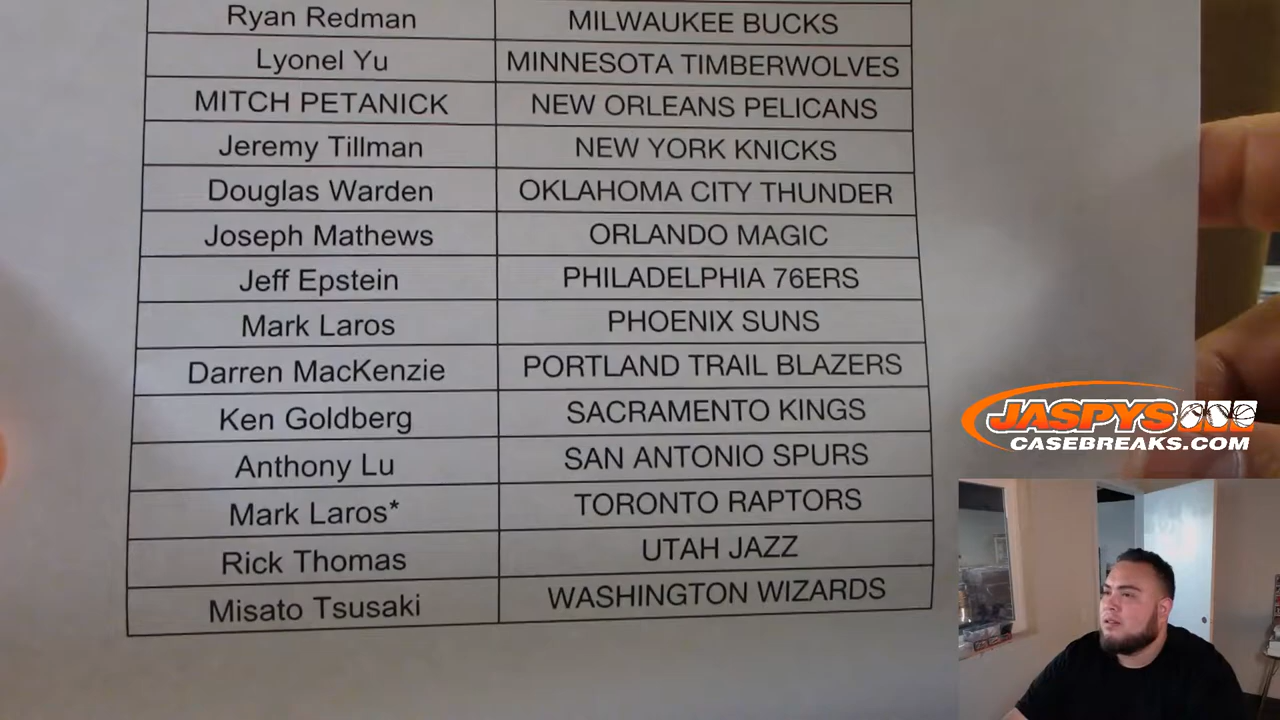 Ryan Redman MILWAUKEE BUCKS
Lyonel Yu MINNESOTA TIMBERWOLVES
MITCH PETANICK NEW ORLEANS PELICANS
Jeremy Tillman NEW YORK KNICKS
Douglas Warden OKLAHOMA CITY THUNDER
Joseph Mathews ORLANDO MAGIC
Jeff Epstein PHILADELPHIA 76ERS
Mark Laros PHOENIX SUNS
Darren MacKenzie PORTLAND TRAIL BLAZERS
Ken Goldberg SACRAMENTO KINGS
Anthony Lu SAN ANTONIO SPURS
Mark Laros* TORONTO RAPTORS
Rick Thomas UTAH JAZZ
Misato Tsusaki WASHINGTON WIZARDS
JASPYS
CASEBREAKS.COM